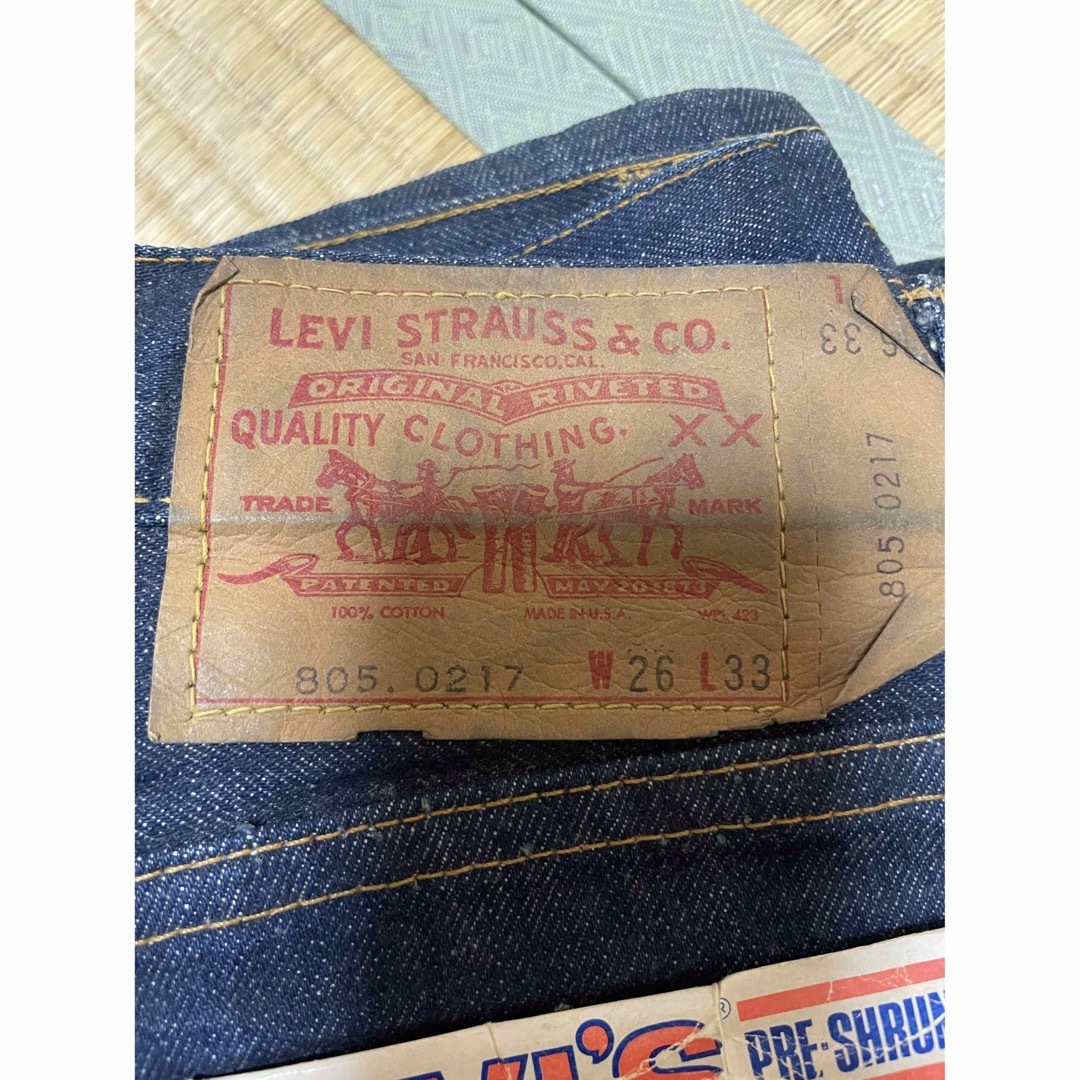 LEVI STRAUSS & CO.
SAN FRANCISCO, CAL.
ORIGINAL RIVETED
QUALITY CLOTHING. XX
TRADE MARK
PATENTED MAY 20 1873
100% COTTON MADE IN U.S.A. WPL 423
805.0217 W 26 L 33
L
33
805 0217
®
PRE-SHRUN